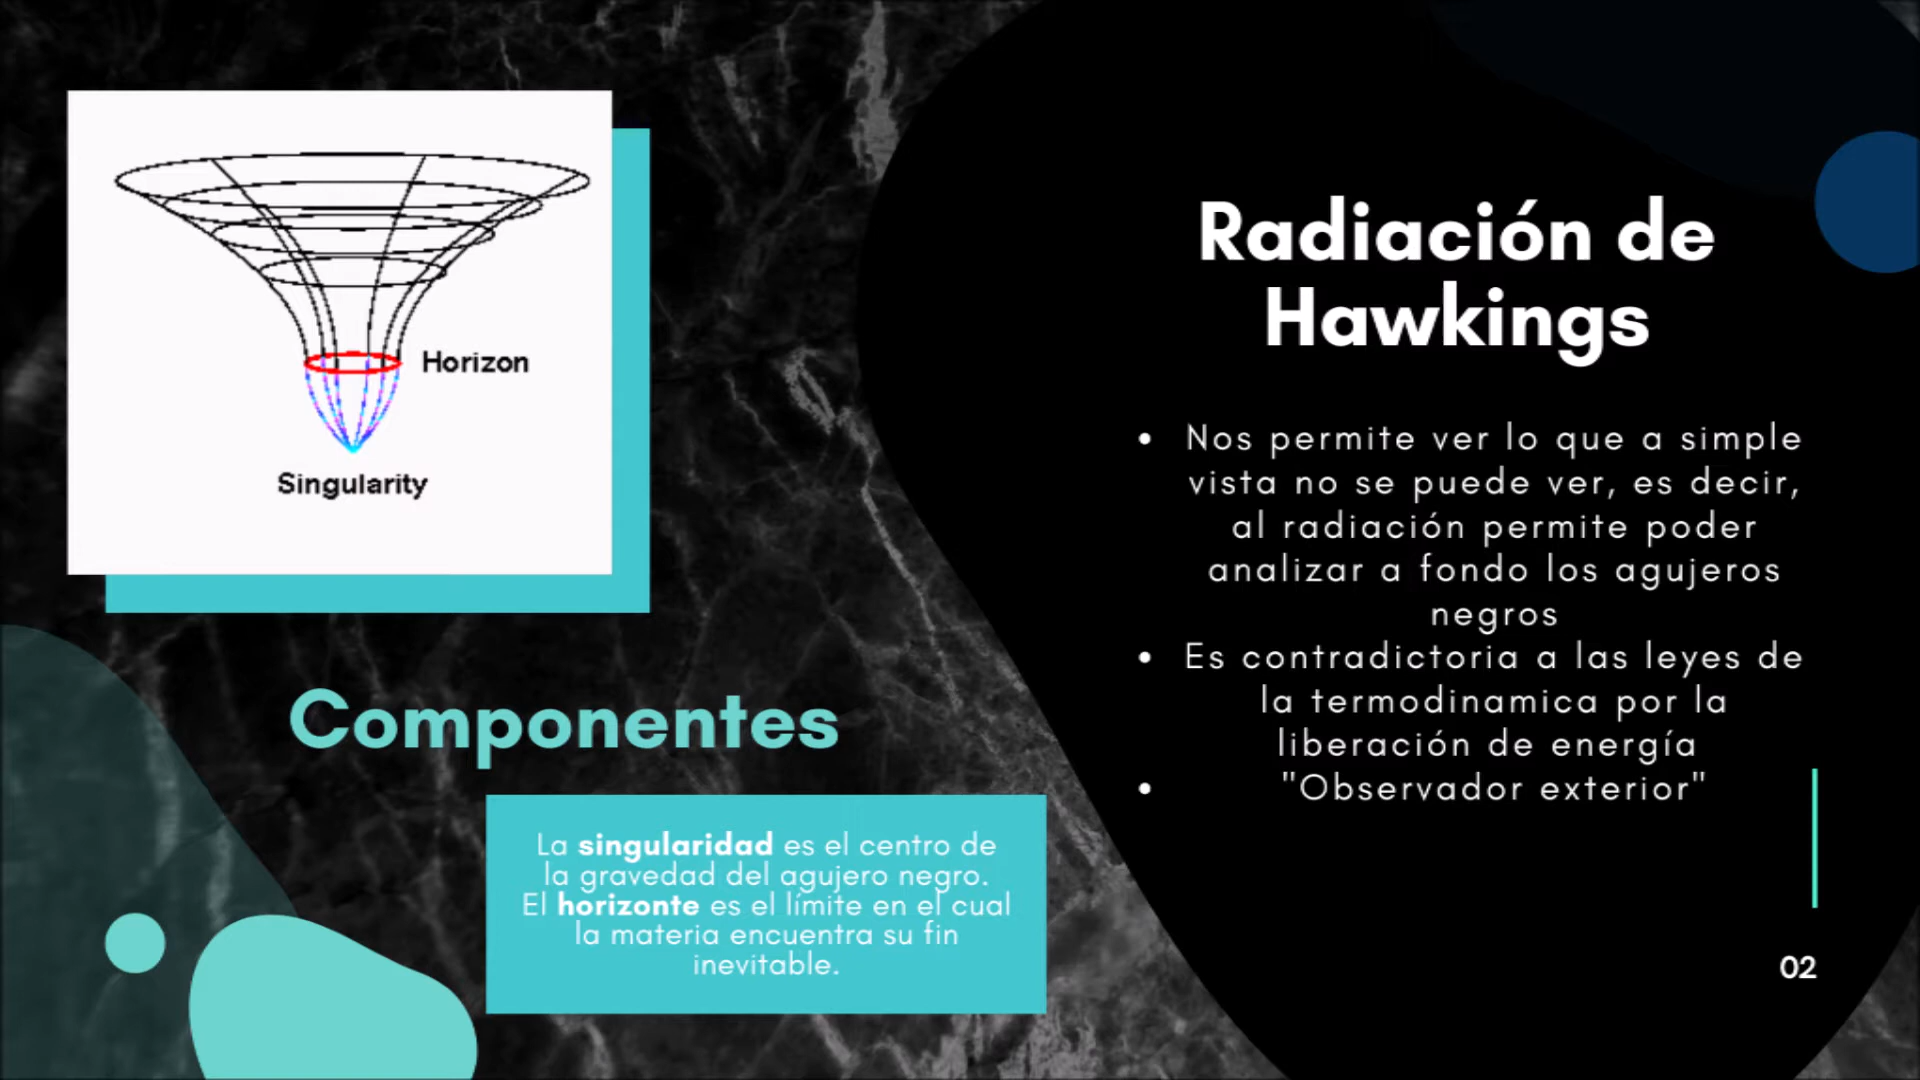 Horizon
Singularity
Componentes
La singularidad es el centro de
la gravedad del agujero negro.
El horizonte es el límite en el cual
la materia encuentra su fin
inevitable.
Radiación de
Hawkings
• Nos permite ver lo que a simple
vista no se puede ver, es decir,
al radiación permite poder
analizar a fondo los agujeros
negros
• Es contradictoria a las leyes de
la termodinamica por la
liberación de energía
• "Observador exterior"
02